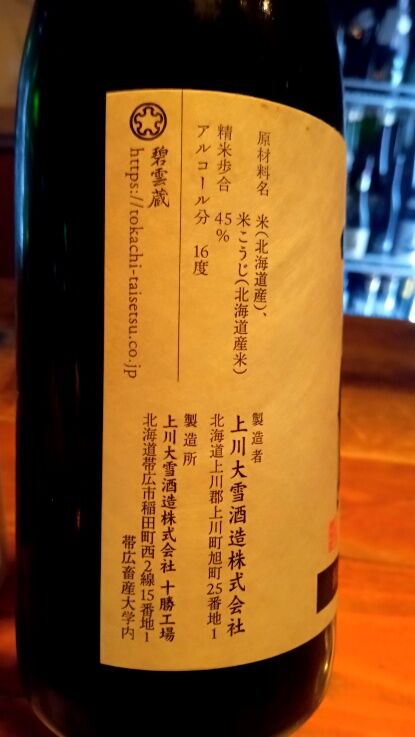 原材料名　米（北海道産）、
米こうじ（北海道産米）
精米歩合　45%
アルコール分　16度
碧雲蔵
https://tokachi-taisetsu.co.jp
製造者
上川大雪酒造株式会社
北海道上川郡上川町旭町25番地1
製造所
上川大雪酒造株式会社 十勝工場
北海道帯広市稲田町西2線15番地1
帯広畜産大学内